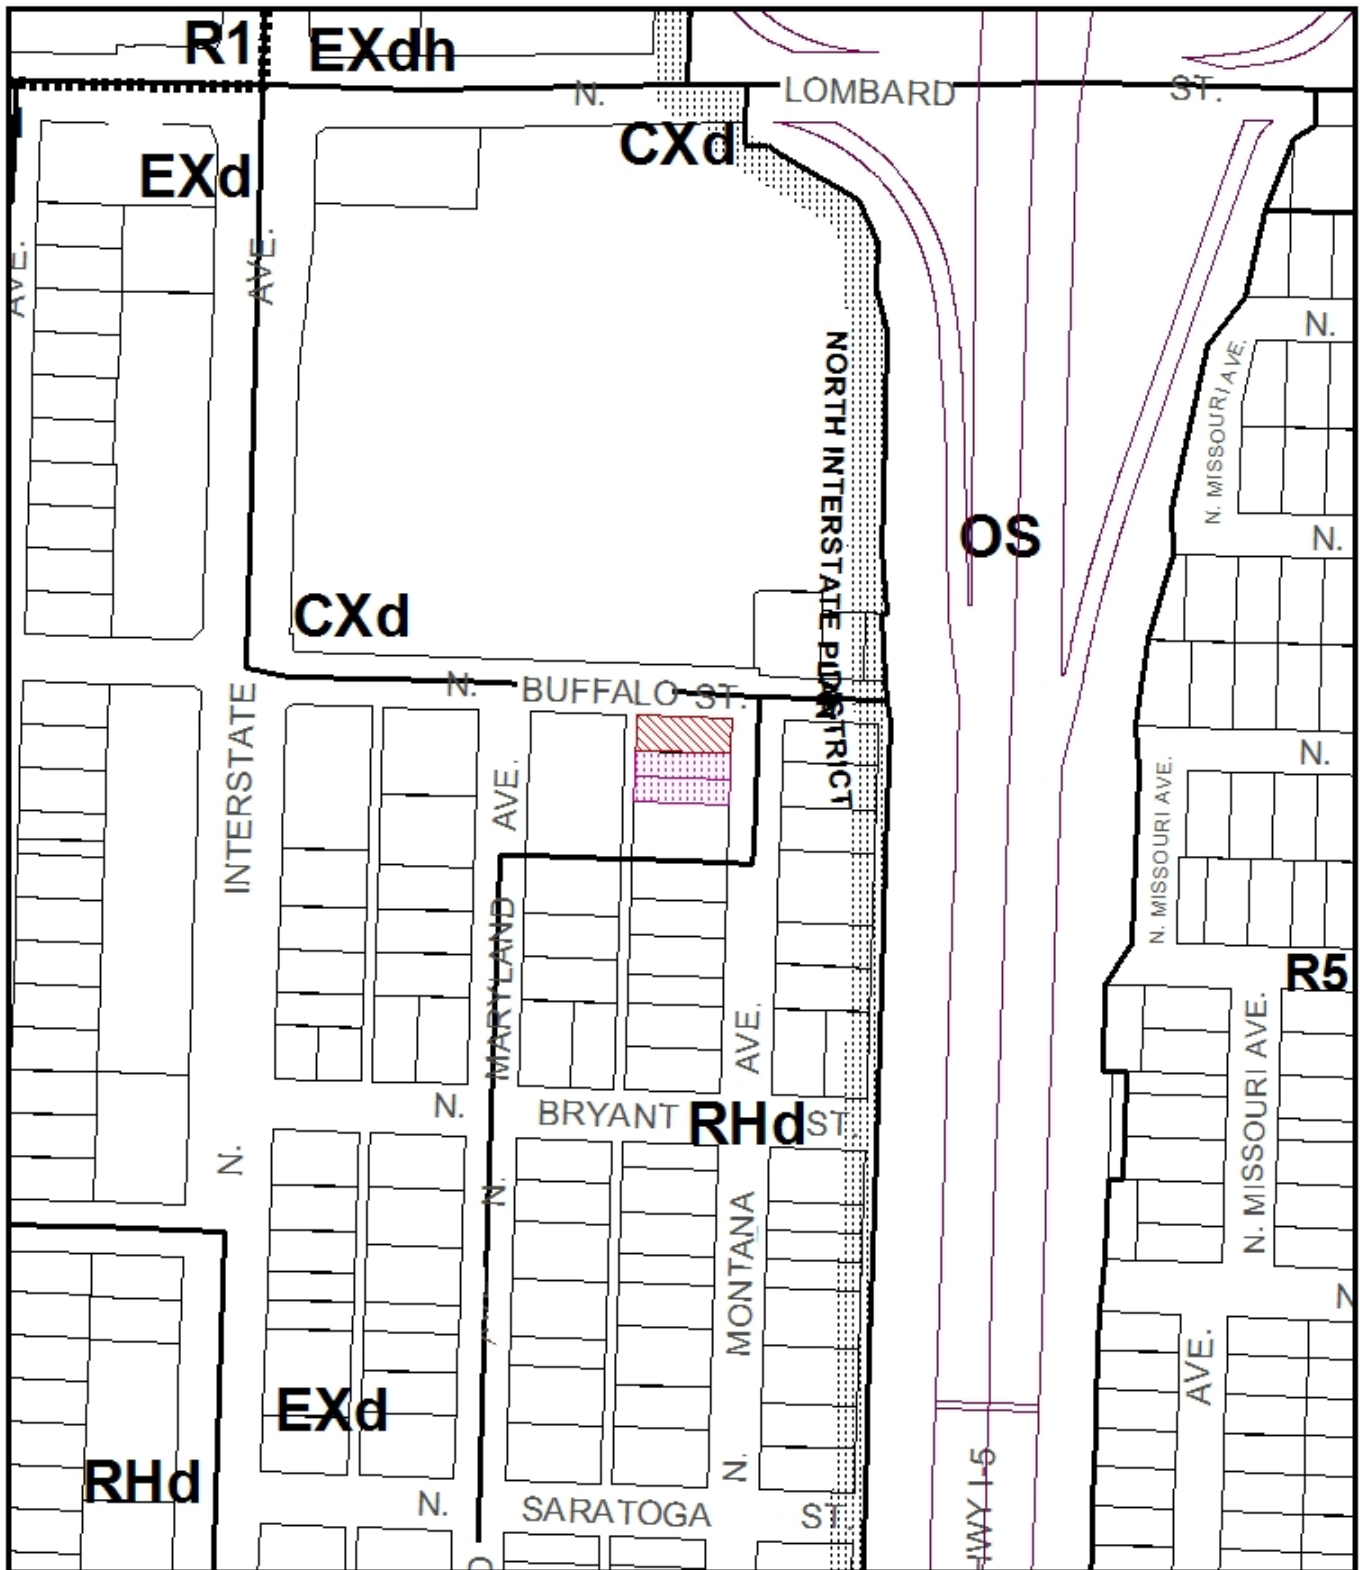 R1
EXdh
N.
LOMBARD
ST.
CXd
EXd
AVE.
AVE.
N.
N. MISSOURI AVE.
NORTH INTERSTATE PLAN DISTRICT
OS
N.
CXd
N.
BUFFALO ST.
INTERSTATE
AVE.
N.
N. MISSOURI AVE.
MARYLAND
R5
AVE.
N. MISSOURI AVE.
N.
BRYANT
RHd
ST.
N.
N.
MONTANA
N
AVE.
EXd
RHd
N.
HWY I-5
N.
SARATOGA
ST.